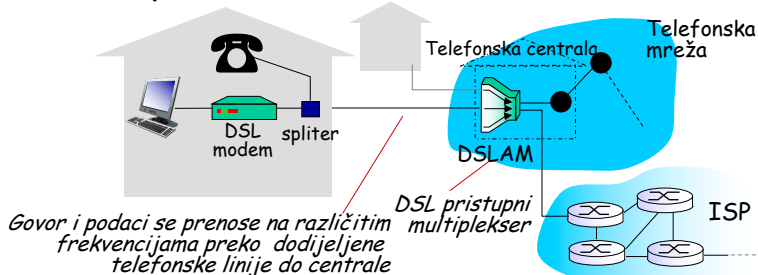 Telefonska
mreža
Telefonska centrala
DSL
modem
spliter
DSLAM
DSL pristupni
multiplekser
ISP
Govor i podaci se prenose na različitim
frekvencijama preko dodijeljene
telefonske linije do centrale